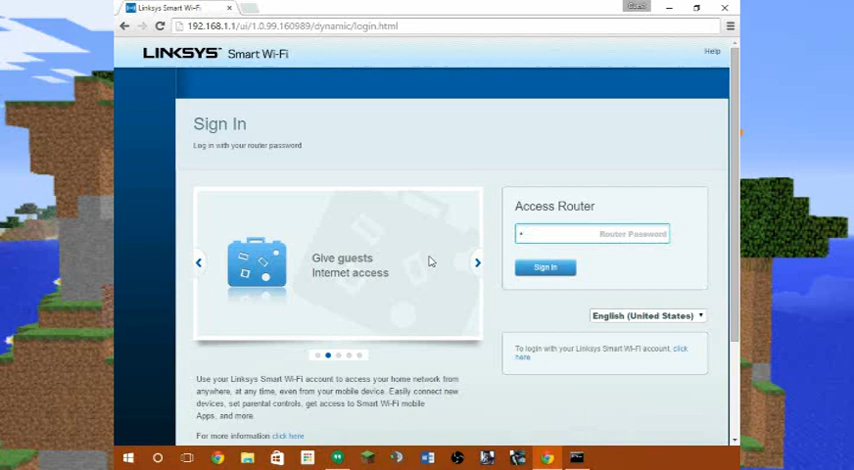 Linksys Smart Wi-Fi
192.168.1.1/ui/1.0.99.160989/dynamic/login.html
LINKSYS Smart Wi-Fi
Help
Sign In
Log in with your router password
Give guests
Internet access
Access Router
Router Password
Sign In
English (United States)
To login with your Linksys Smart Wi-Fi account, click
here.
Use your Linksys Smart Wi-Fi account to access your home network from
anywhere, at any time, even from your mobile device. Easily connect new
devices, set parental controls, get access to Smart Wi-Fi mobile
Apps, and more.
For more information click here